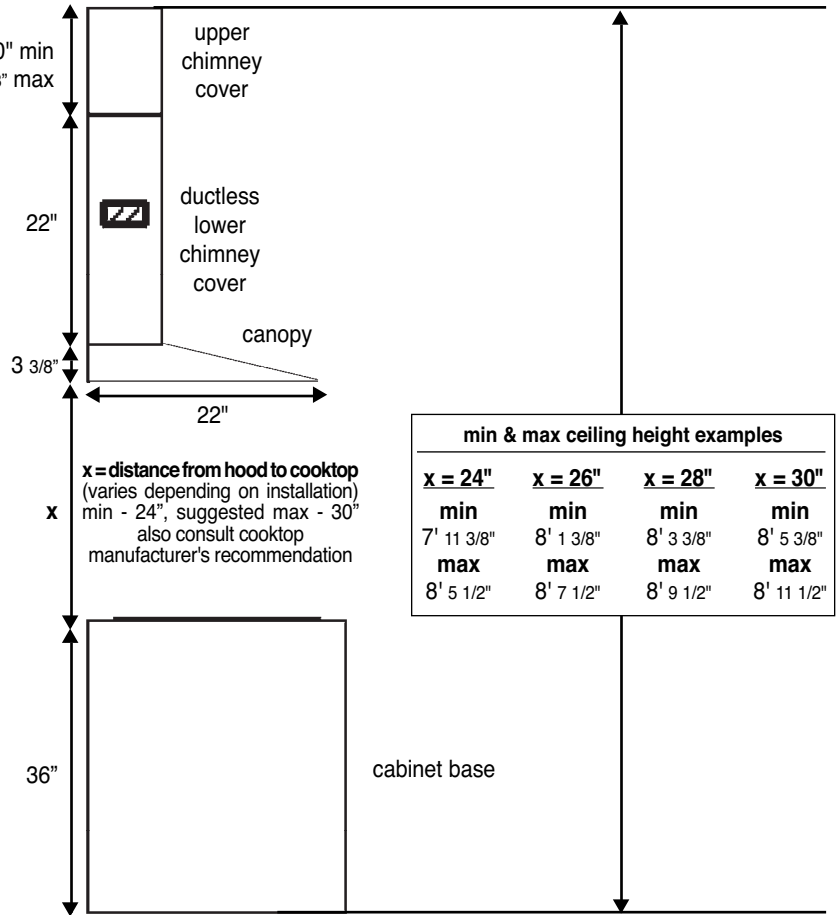 min
max
upper
chimney
cover
22"
ductless
lower
chimney
cover
canopy
3 3/8”
22"
x = distance from hood to cooktop
(varies depending on installation)
min - 24”, suggested max - 30”
also consult cooktop
manufacturer's recommendation
x
min & max ceiling height examples
x = 24" x = 26" x = 28" x = 30"
min min min min
7' 11 3/8" 8' 1 3/8" 8' 3 3/8" 8' 5 3/8"
max max max max
8' 5 1/2" 8' 7 1/2" 8' 9 1/2" 8' 11 1/2"
36”
cabinet base